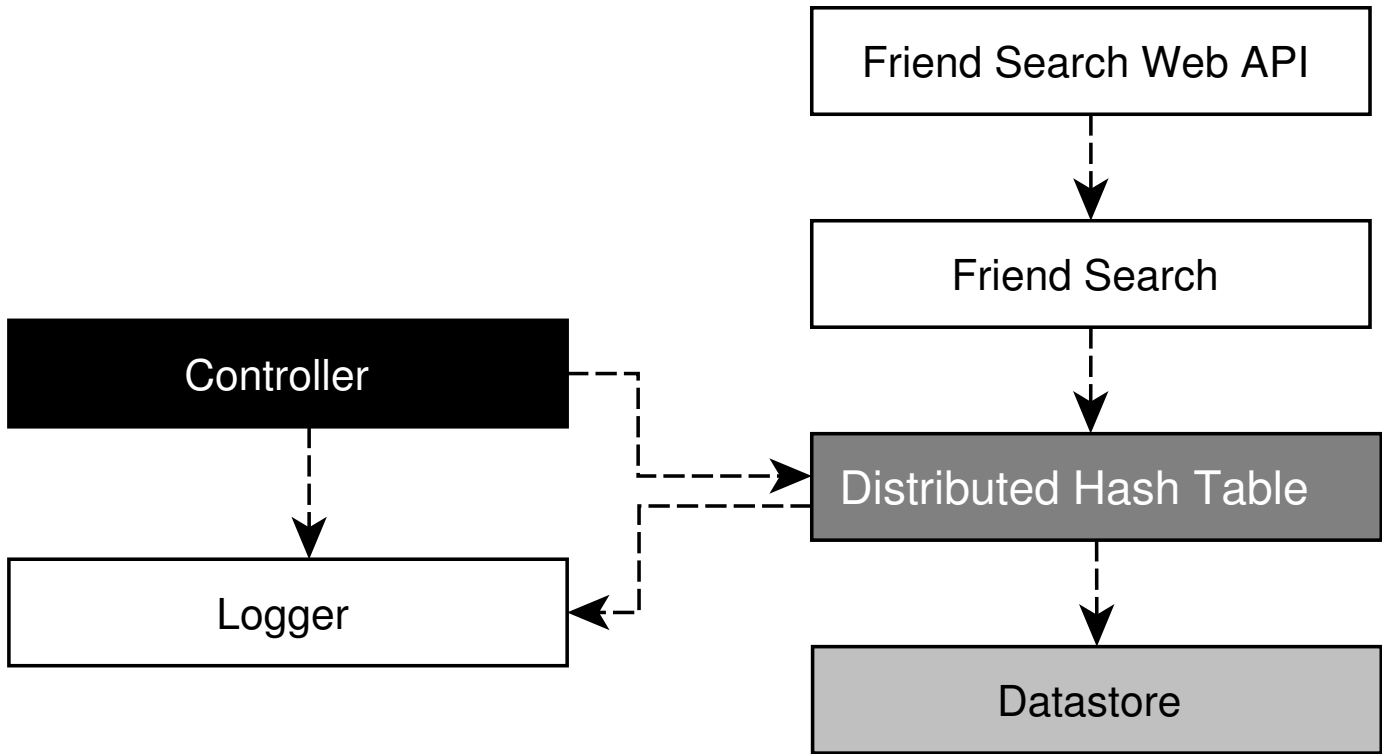 Friend Search Web API
Friend Search
Controller
Distributed Hash Table
Logger
Datastore